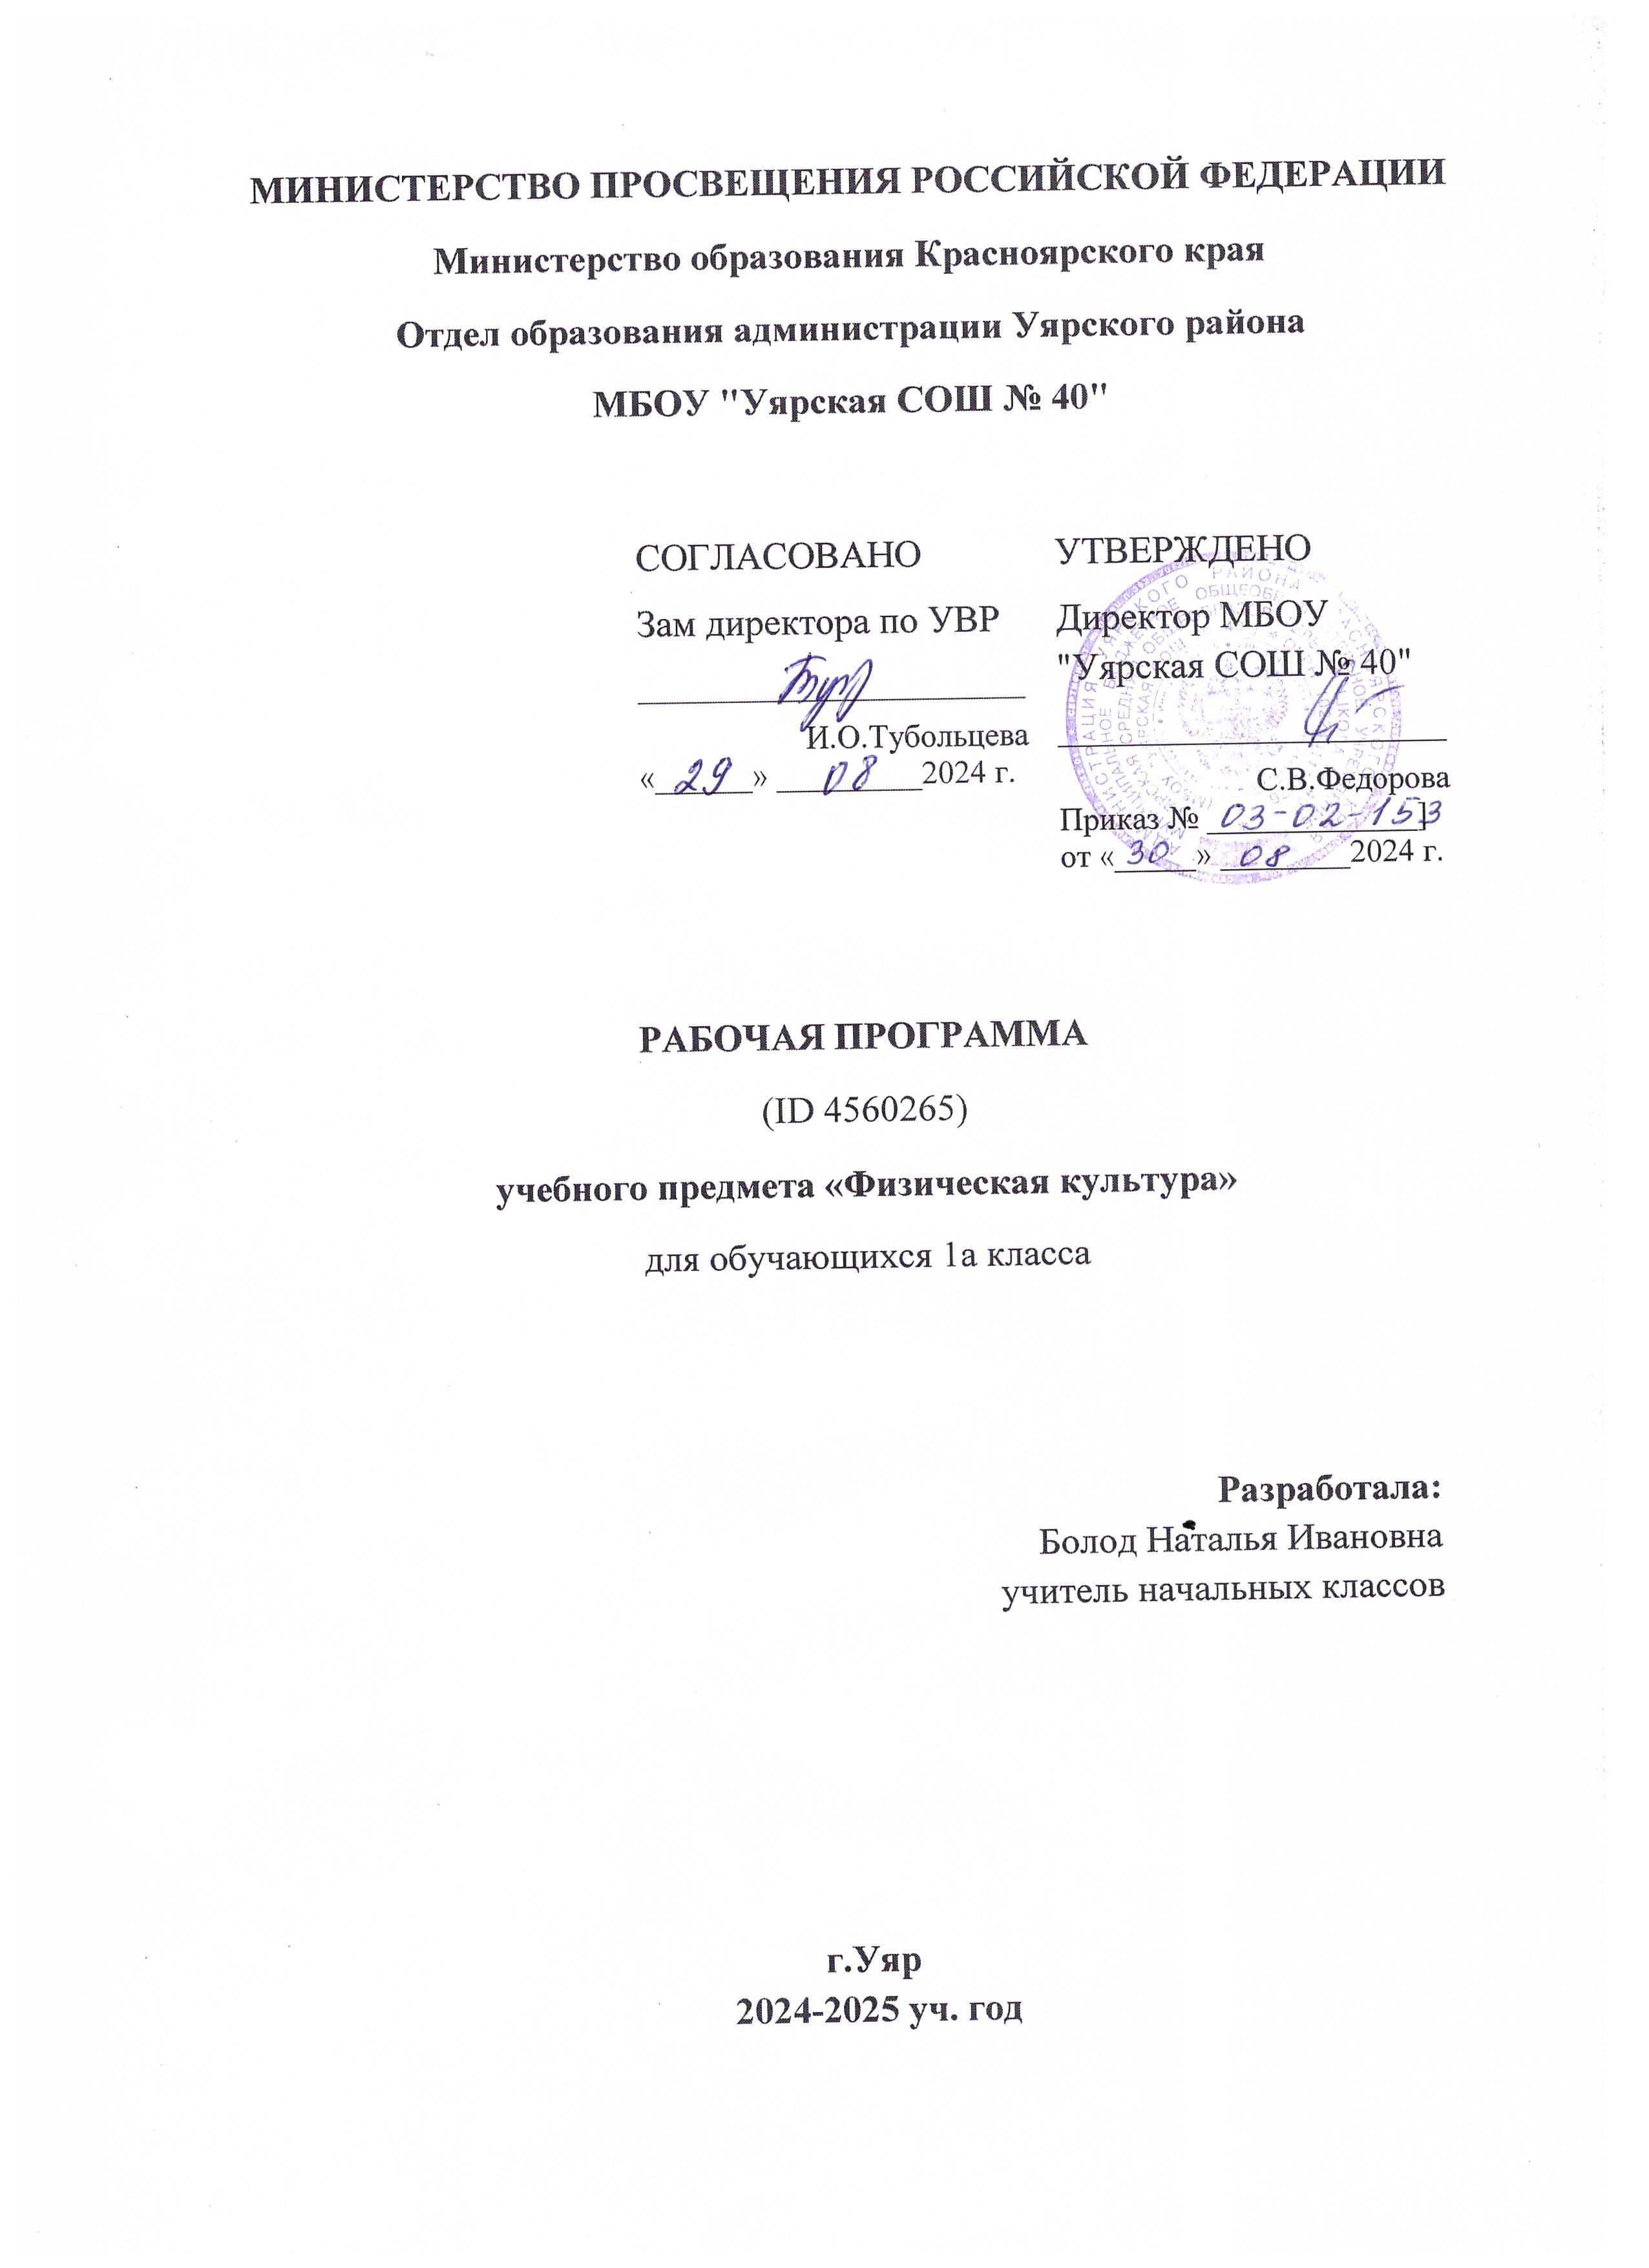 МИНИСТЕРСТВО ПРОСВЕЩЕНИЯ РОССИЙСКОЙ ФЕДЕРАЦИИ
Министерство образования Красноярского края
Отдел образования администрации Уярского района
МБОУ "Уярская СОШ № 40"
СОГЛАСОВАНО
Зам директора по УВР
И.О.Тубольцева
« 29 » 08 2024 г.
УТВЕРЖДЕНО
Директор МБОУ
"Уярская СОШ № 40"
С.В.Федорова
Приказ № 03-02-153
от « 30 » 08 2024 г.
РАБОЧАЯ ПРОГРАММА
(ID 4560265)
учебного предмета «Физическая культура»
для обучающихся 1а класса
Разработала:
Болод Наталья Ивановна
учитель начальных классов
г.Уяр
2024-2025 уч. год